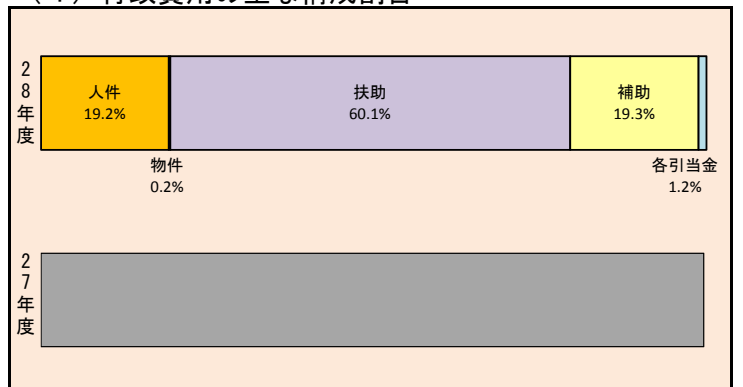 28年度
人件
19.2%
扶助
60.1%
補助
19.3%
物件
0.2%
各引当金
1.2%
27年度